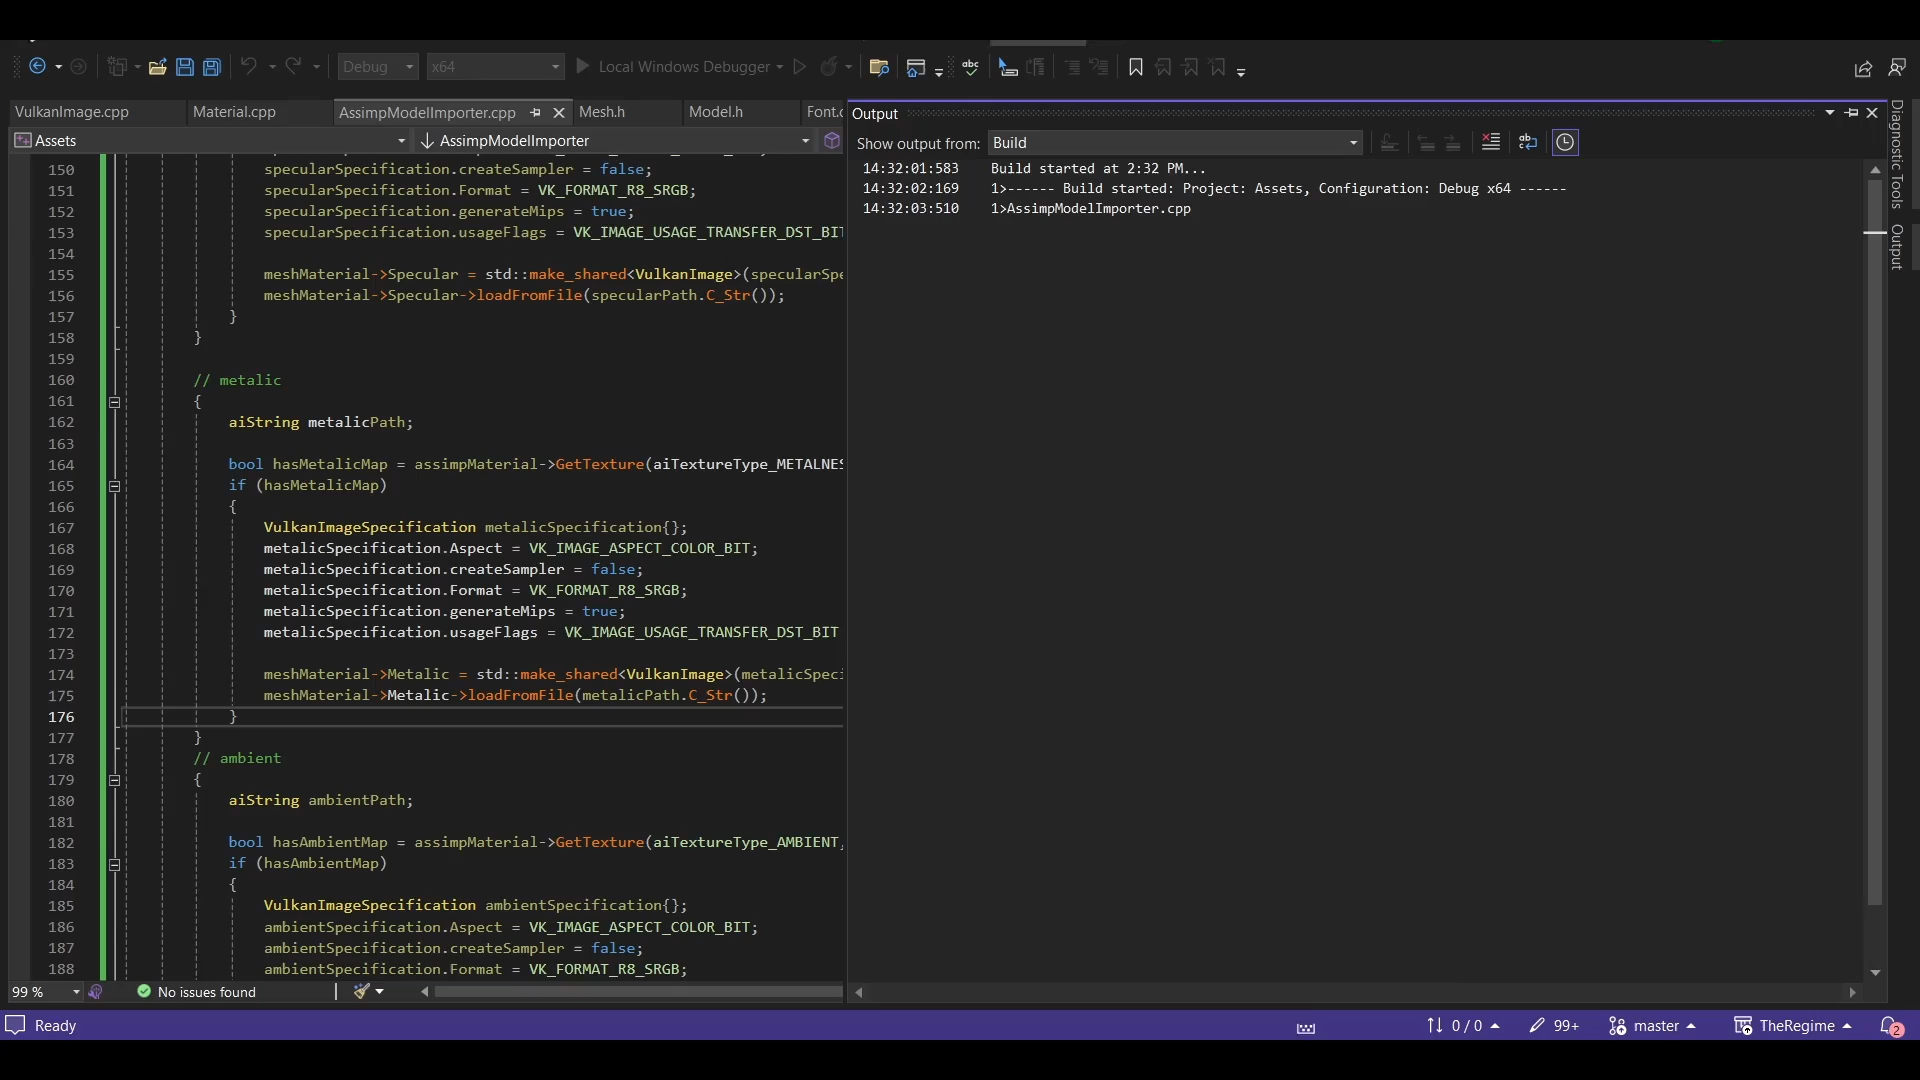 Debug
x64
Local Windows Debugger
VulkanImage.cpp
Material.cpp
AssimpModelImporter.cpp
Mesh.h
Model.h
Assets
AssimpModelImporter
150 specularSpecification.createSampler = false;
151 specularSpecification.Format = VK_FORMAT_R8_SRGB;
152 specularSpecification.generateMips = true;
153 specularSpecification.usageFlags = VK_IMAGE_USAGE_TRANSFER_DST_BIT
154
155 meshMaterial->Specular = std::make_shared<VulkanImage>(specularSpe
156 meshMaterial->Specular->loadFromFile(specularPath.C_Str());
157 }
158 }
159
160 // metalic
161 {
162 aiString metalicPath;
163
164 bool hasMetalicMap = assimpMaterial->GetTexture(aiTextureType_METALNES
165 if (hasMetalicMap)
166 {
167 VulkanImageSpecification metalicSpecification{};
168 metalicSpecification.Aspect = VK_IMAGE_ASPECT_COLOR_BIT;
169 metalicSpecification.createSampler = false;
170 metalicSpecification.Format = VK_FORMAT_R8_SRGB;
171 metalicSpecification.generateMips = true;
172 metalicSpecification.usageFlags = VK_IMAGE_USAGE_TRANSFER_DST_BIT
173
174 meshMaterial->Metalic = std::make_shared<VulkanImage>(metalicSpeci
175 meshMaterial->Metalic->loadFromFile(metalicPath.C_Str());
176 }
177 }
178 // ambient
179 {
180 aiString ambientPath;
181
182 bool hasAmbientMap = assimpMaterial->GetTexture(aiTextureType_AMBIENT,
183 if (hasAmbientMap)
184 {
185 VulkanImageSpecification ambientSpecification{};
186 ambientSpecification.Aspect = VK_IMAGE_ASPECT_COLOR_BIT;
187 ambientSpecification.createSampler = false;
188 ambientSpecification.Format = VK_FORMAT_R8_SRGB;
99 %
No issues found
Output
Show output from: Build
14:32:01:583 Build started at 2:32 PM...
14:32:02:169 1>------ Build started: Project: Assets, Configuration: Debug x64 ------
14:32:03:510 1>AssimpModelImporter.cpp
Diagnostic Tools
Output
Ready
0 / 0
99+
master
TheRegime
2